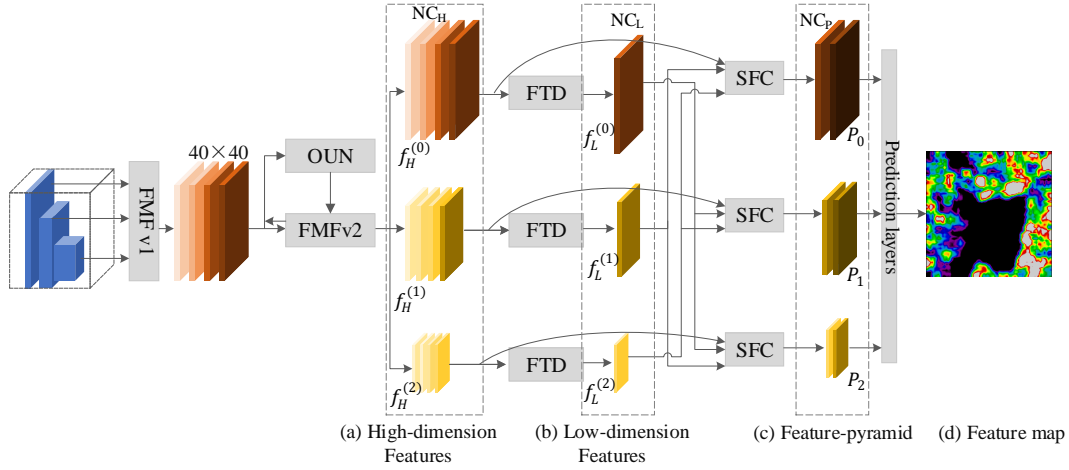 NC_H
NC_L
NC_P
40×40
FMF v1
OUN
FMFv2
f_H^(0)
FTD
f_L^(0)
SFC
P_0
f_H^(1)
FTD
f_L^(1)
SFC
P_1
f_H^(2)
FTD
f_L^(2)
SFC
P_2
Prediction layers
(a) High-dimension
Features
(b) Low-dimension
Features
(c) Feature-pyramid
(d) Feature map